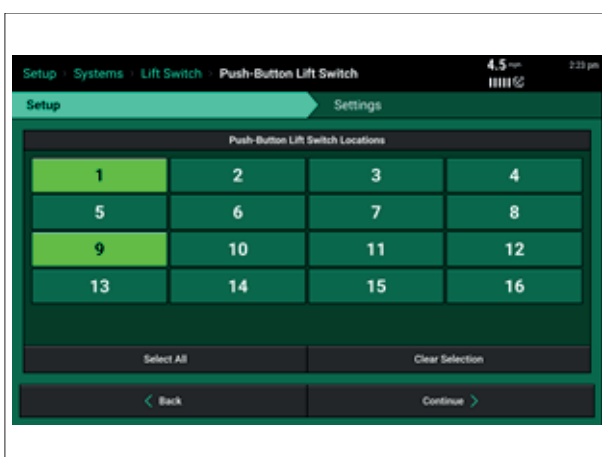 Setup Systems Lift Switch Push-Button Lift Switch 4.5 mph 2:23 pm
Setup Settings
Push-Button Lift Switch Locations
1 2 3 4
5 6 7 8
9 10 11 12
13 14 15 16
Select All Clear Selection
Back Continue